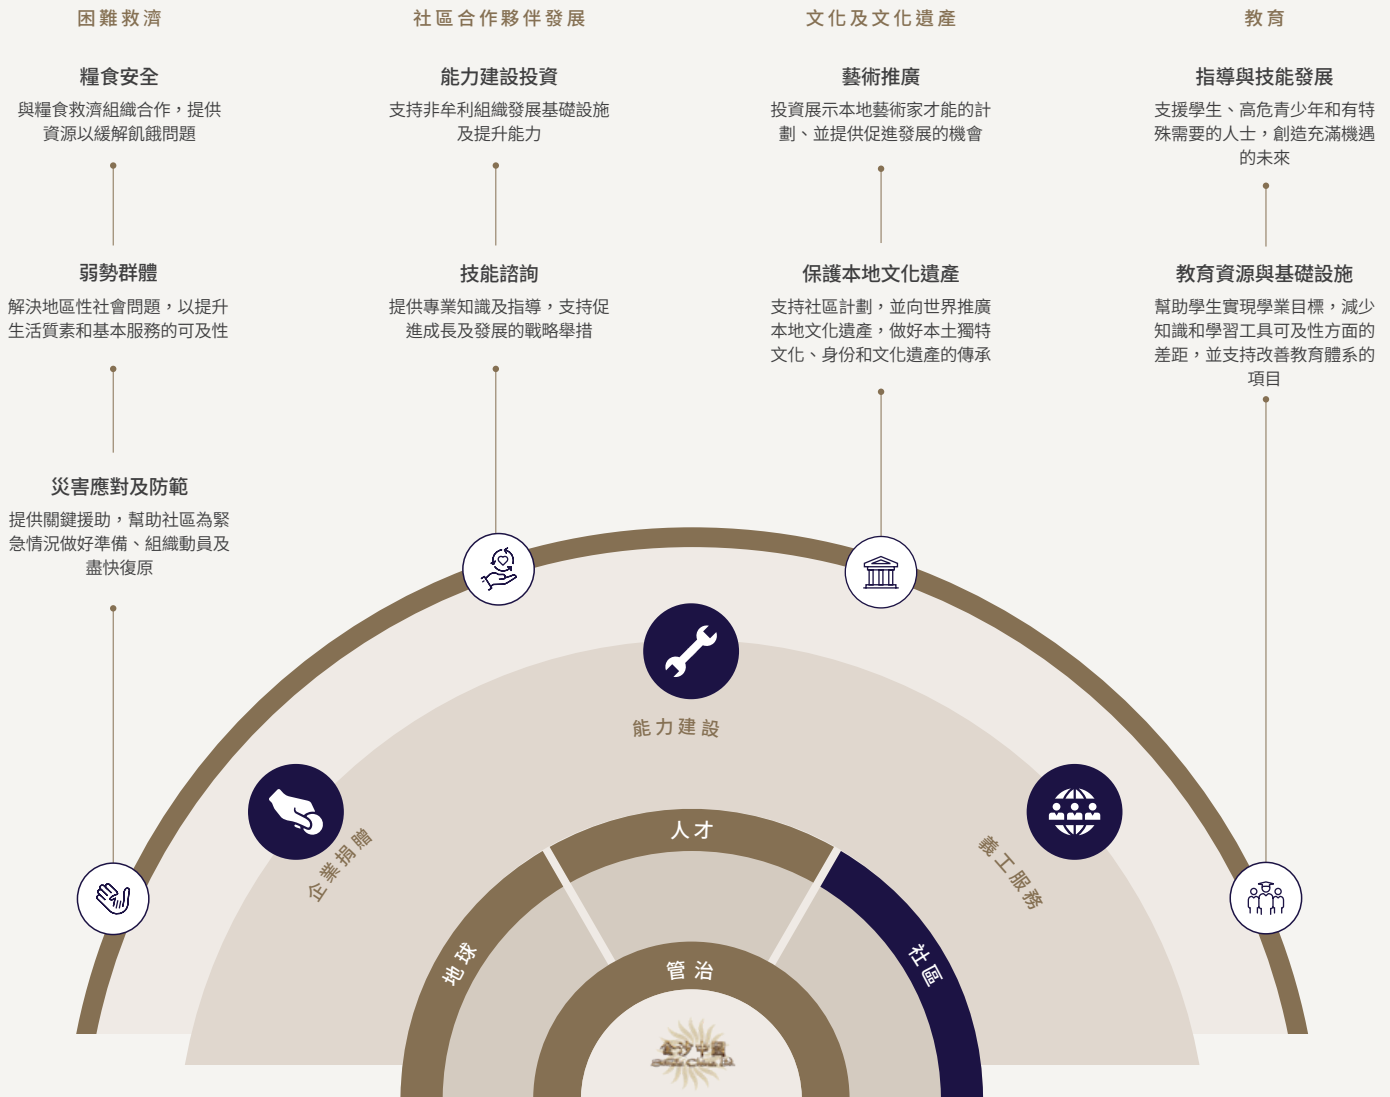 困難救濟
糧食安全
與糧食救濟組織合作，提供
資源以緩解飢餓問題
弱勢群體
解決地區性社會問題，以提升
生活質素和基本服務的可及性
災害應對及防範
提供關鍵援助，幫助社區為緊
急情況做好準備、組織動員及
盡快復原
社區合作夥伴發展
能力建設投資
支持非牟利組織發展基礎設施
及提升能力
技能諮詢
提供專業知識及指導，支持促
進成長及發展的戰略舉措
文化及文化遺產
藝術推廣
投資展示本地藝術家才能的計
劃、並提供促進發展的機會
保護本地文化遺產
支持社區計劃，並向世界推廣
本地文化遺產，做好本土獨特
文化、身份和文化遺產的傳承
教育
指導與技能發展
支援學生、高危青少年和有特
殊需要的人士，創造充滿機遇
的未來
教育資源與基礎設施
幫助學生實現學業目標，減少
知識和學習工具可及性方面的
差距，並支持改善教育體系的
項目
能力建設
企業捐贈
義工服務
人才
地球
社區
管治
金沙中國
Sands China Ltd.